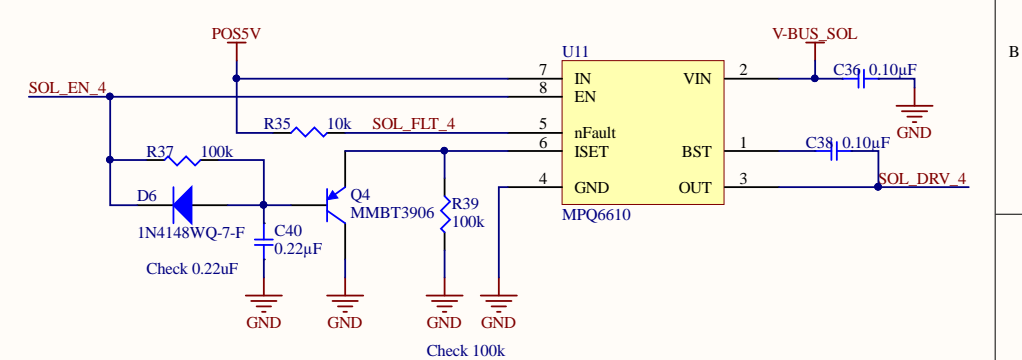 POS5V
V-BUS_SOL
B
U11
7 IN VIN 2
C36 0.10µF
SOL_EN_4
8 EN
GND
R35 10k SOL_FLT_4 5 nFault
R37 100k
6 ISET BST 1
C38 0.10µF
D6
Q4
MMBT3906
R39
100k
4 GND OUT 3
SOL_DRV_4
MPQ6610
1N4148WQ-7-F
C40
0.22µF
Check 0.22uF
GND GND GND GND
Check 100k